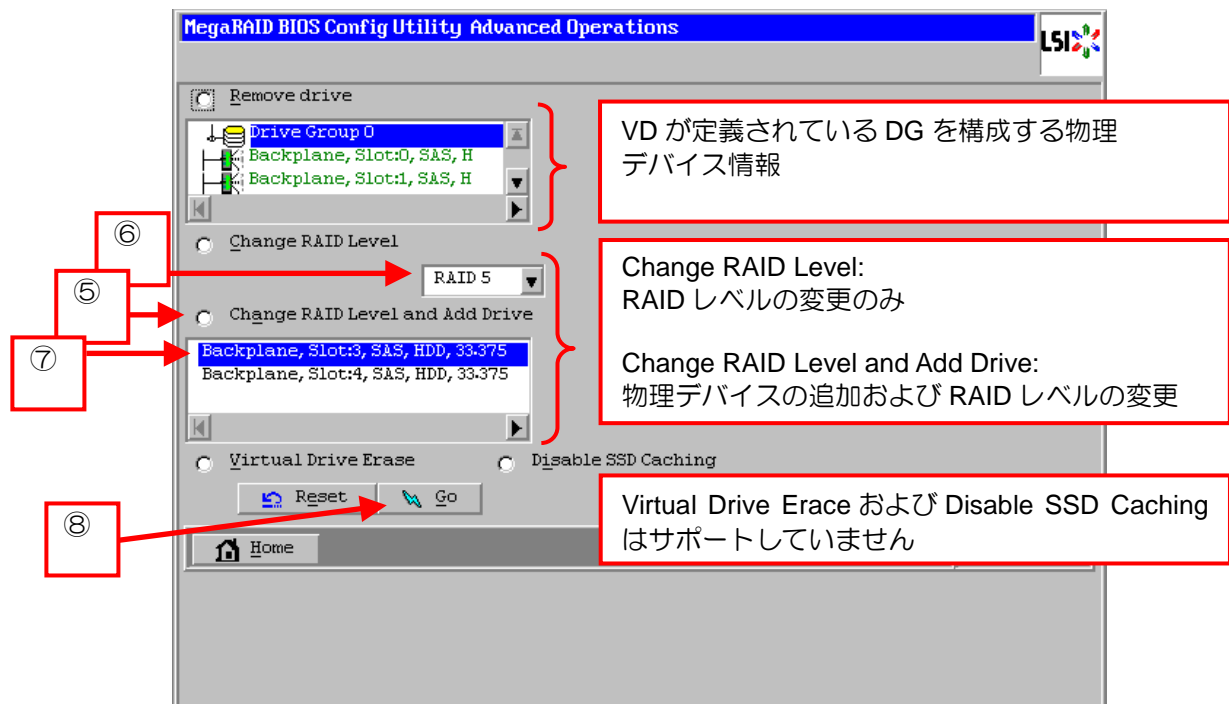 MegaRAID BIOS Config Utility Advanced Operations
LSI
Remove drive
Drive Group 0
Backplane, Slot:0, SAS, H
Backplane, Slot:1, SAS, H
VD が定義されている DG を構成する物理
デバイス情報
⑥
Change RAID Level
RAID 5
⑤
Change RAID Level and Add Drive
⑦
Backplane, Slot:3, SAS, HDD, 33.375
Backplane, Slot:4, SAS, HDD, 33.375
Change RAID Level:
RAID レベルの変更のみ
Change RAID Level and Add Drive:
物理デバイスの追加および RAID レベルの変更
Virtual Drive Erase
Disable SSD Caching
Reset
Go
⑧
Virtual Drive Erace および Disable SSD Caching
はサポートしていません
Home